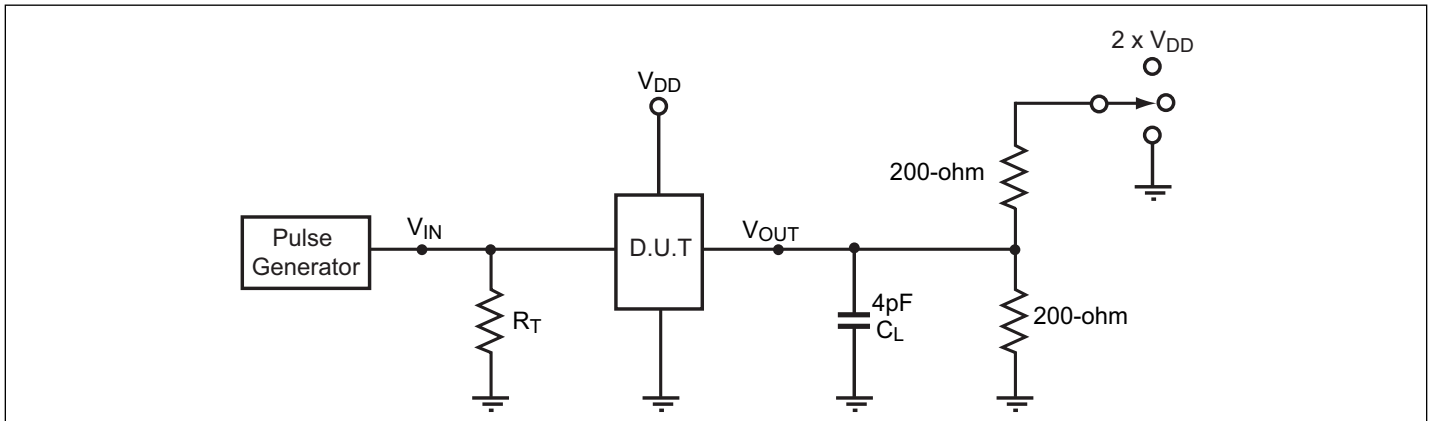 2 x VDD
VDD
200-ohm
Pulse
Generator
VIN
D.U.T
VOUT
RT
4pF
CL
200-ohm